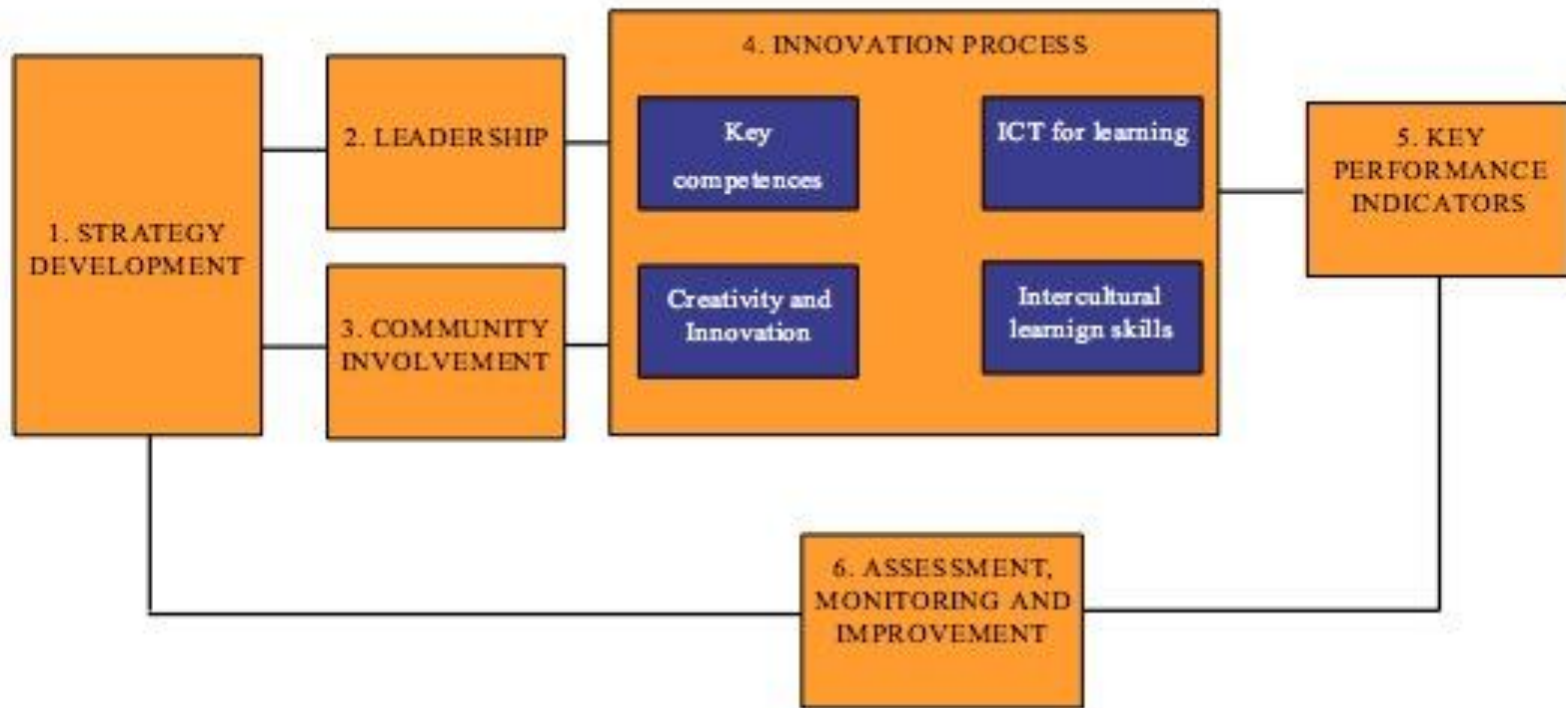 1. STRATEGY
DEVELOPMENT
2. LEADERSHIP
3. COMMUNITY
INVOLVEMENT
4. INNOVATION PROCESS
Key
competences
ICT for learning
Creativity and
Innovation
Intercultural
learnign skills
5. KEY
PERFORMANCE
INDICATORS
6. ASSESSMENT,
MONITORING AND
IMPROVEMENT